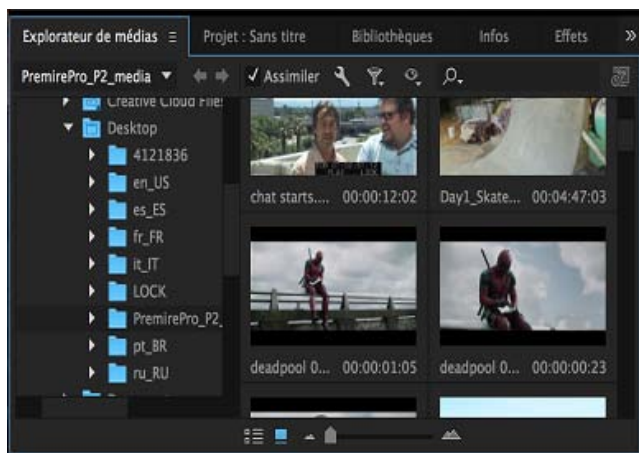 Explorateur de médias
Projet : Sans titre
Bibliothèques
Infos
Effets
PremirePro_P2_media
Assimiler
Creative Cloud Files
Desktop
4121836
en_US
es_ES
fr_FR
it_IT
LOCK
PremirePro_P2_
pt_BR
ru_RU
chat starts.... 00:00:12:02
Day1_Skate... 00:04:47:03
deadpool 0... 00:00:01:05
deadpool 0... 00:00:00:23